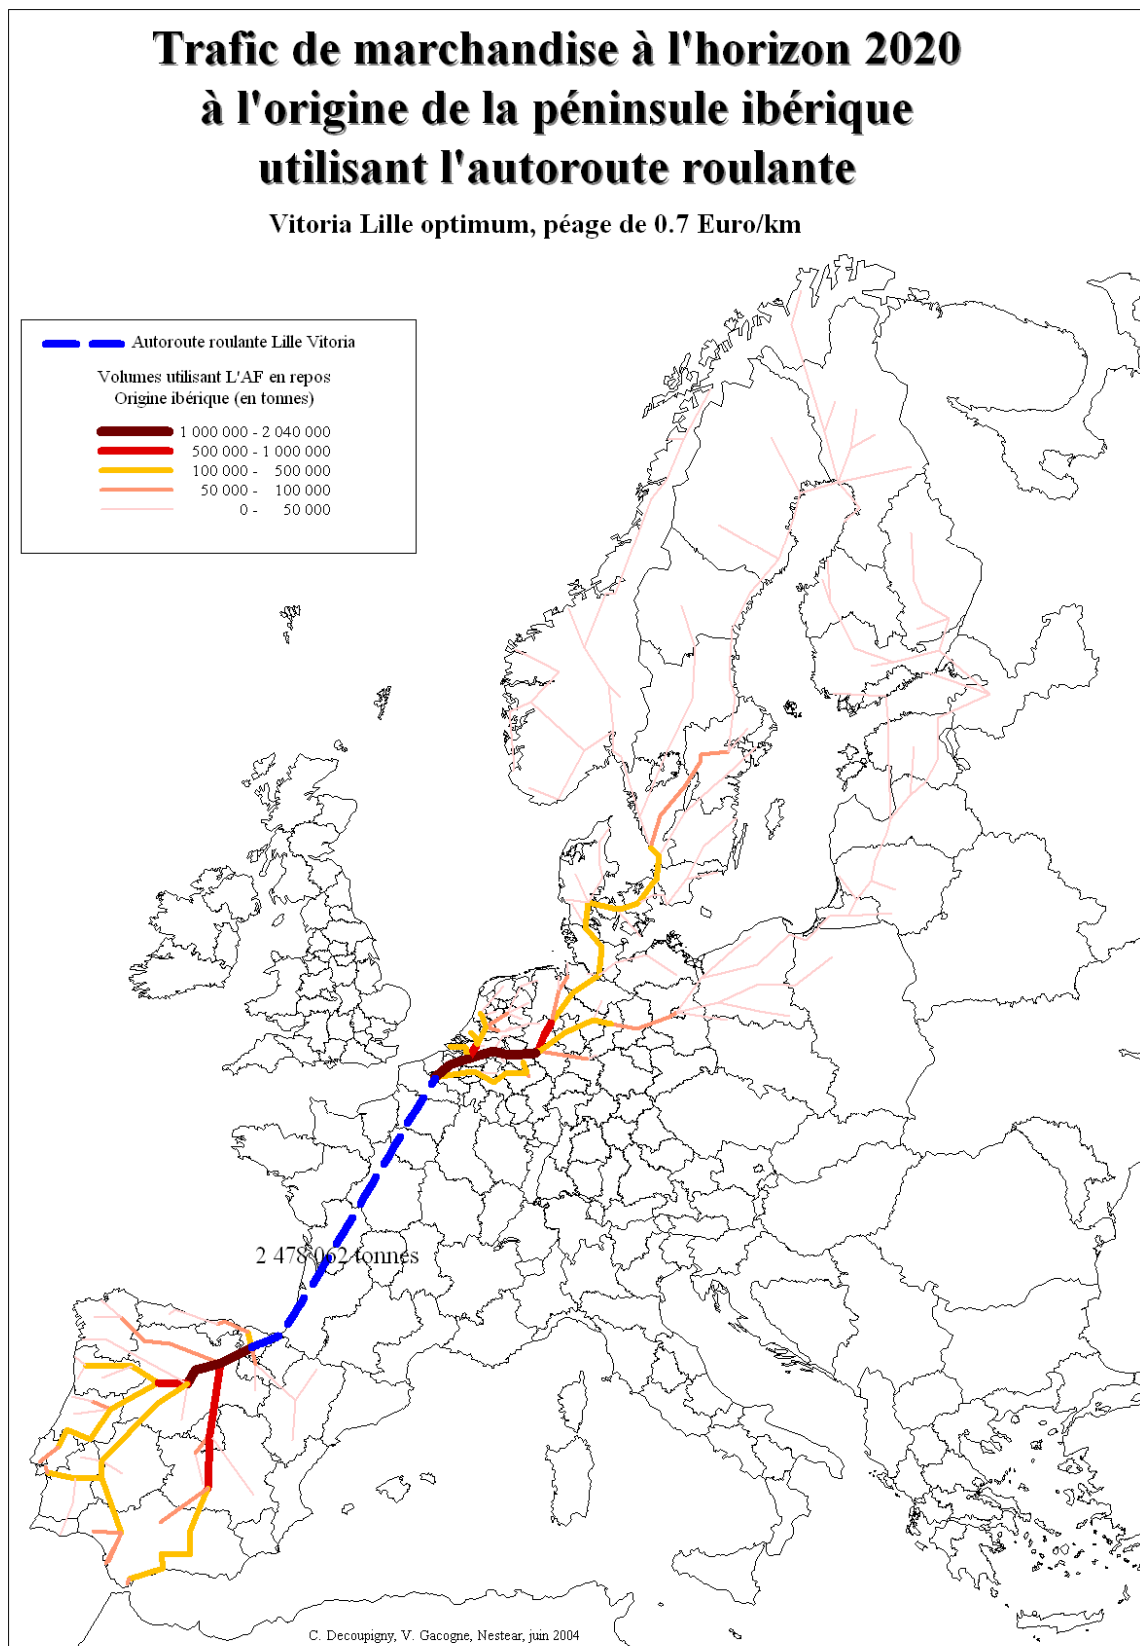 Trafic de marchandise à l'horizon 2020
à l'origine de la péninsule ibérique
utilisant l'autoroute roulante
Vitoria Lille optimum, péage de 0.7 Euro/km
Autoroute roulante Lille Vitoria
Volumes utilisant L'AF en repos
Origine ibérique (en tonnes)
1 000 000 - 2 040 000
500 000 - 1 000 000
100 000 - 500 000
50 000 - 100 000
0 - 50 000
2 478 062 tonnes
C. Decoupigny, V. Gacogne, Nestear, juin 2004